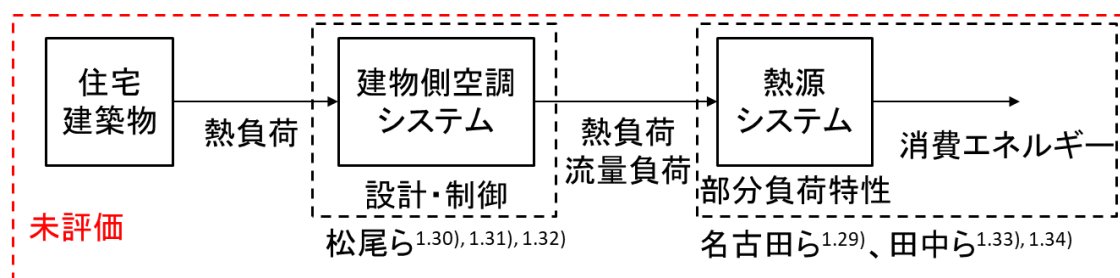 住宅
建築物
熱負荷
建物側空調
システム
設計・制御
松尾ら1.30), 1.31), 1.32)
熱負荷
流量負荷
熱源
システム
部分負荷特性
消費エネルギー
名古田ら1.29)、田中ら1.33), 1.34)
未評価